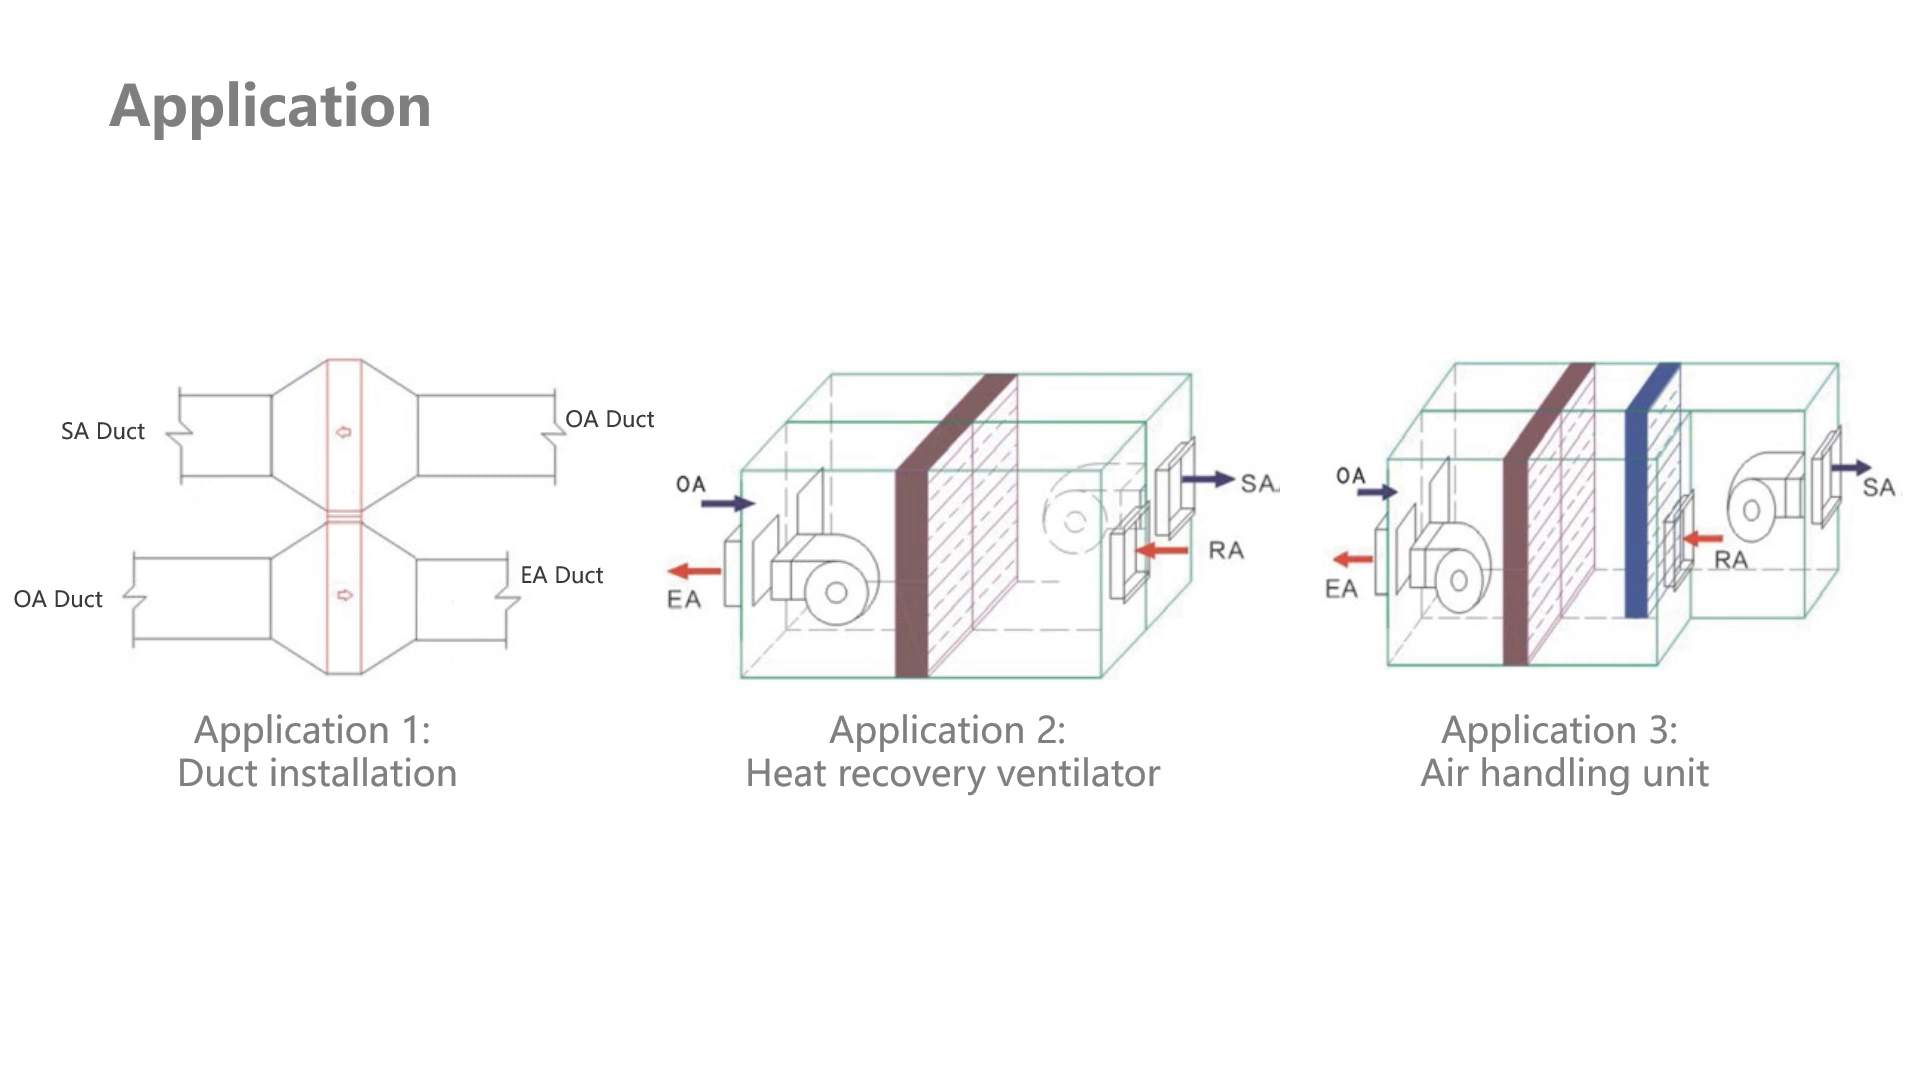 Application
SA Duct
OA Duct
OA Duct
EA Duct
Application 1:
Duct installation
OA
EA
SA
RA
Application 2:
Heat recovery ventilator
OA
EA
SA
RA
Application 3:
Air handling unit